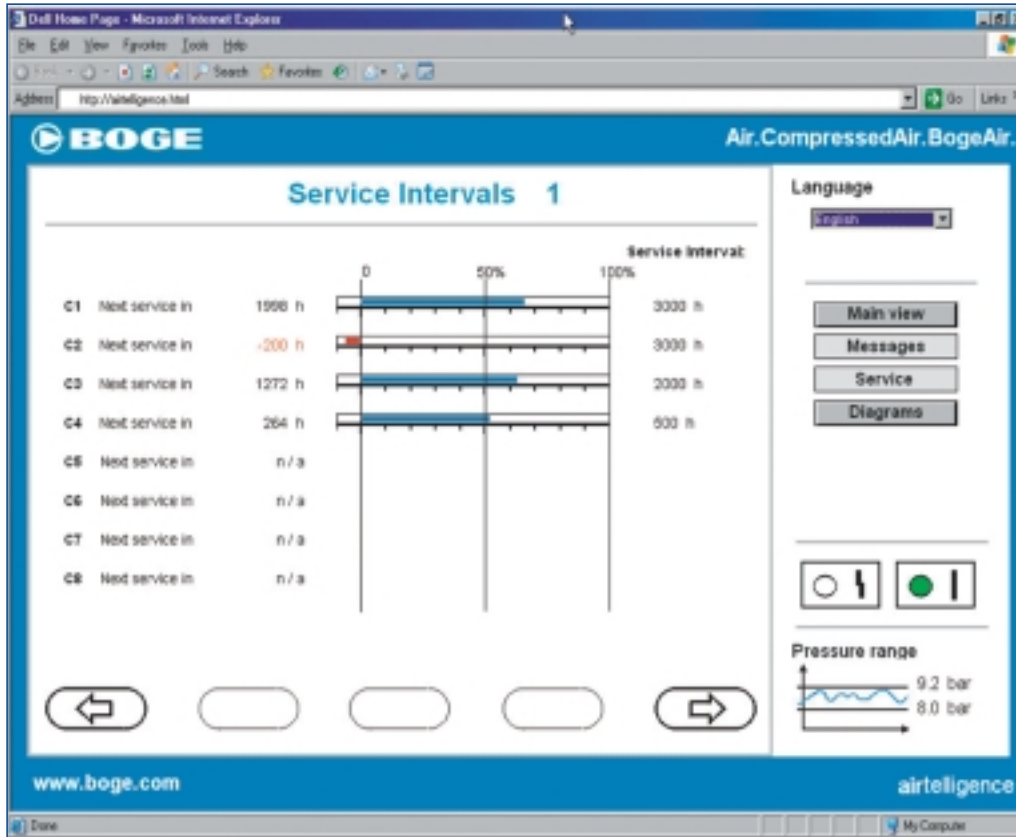 Dell Home Page - Microsoft Internet Explorer
File Edit View Favorites Tools Help
Back Search Favorites
Address http://airtelligence.html Go Links
BOGE Air.CompressedAir.BogeAir.
Service Intervals 1
Language
English
Service Interval:
0 50% 100%
C1 Next service in 1998 h 3000 h
C2 Next service in -200 h 3000 h
C3 Next service in 1272 h 2000 h
C4 Next service in 264 h 500 h
C5 Next service in n / a
C6 Next service in n / a
C7 Next service in n / a
C8 Next service in n / a
Main view
Messages
Service
Diagrams
Pressure range
9.2 bar
8.0 bar
www.boge.com airtelligence
Done My Computer